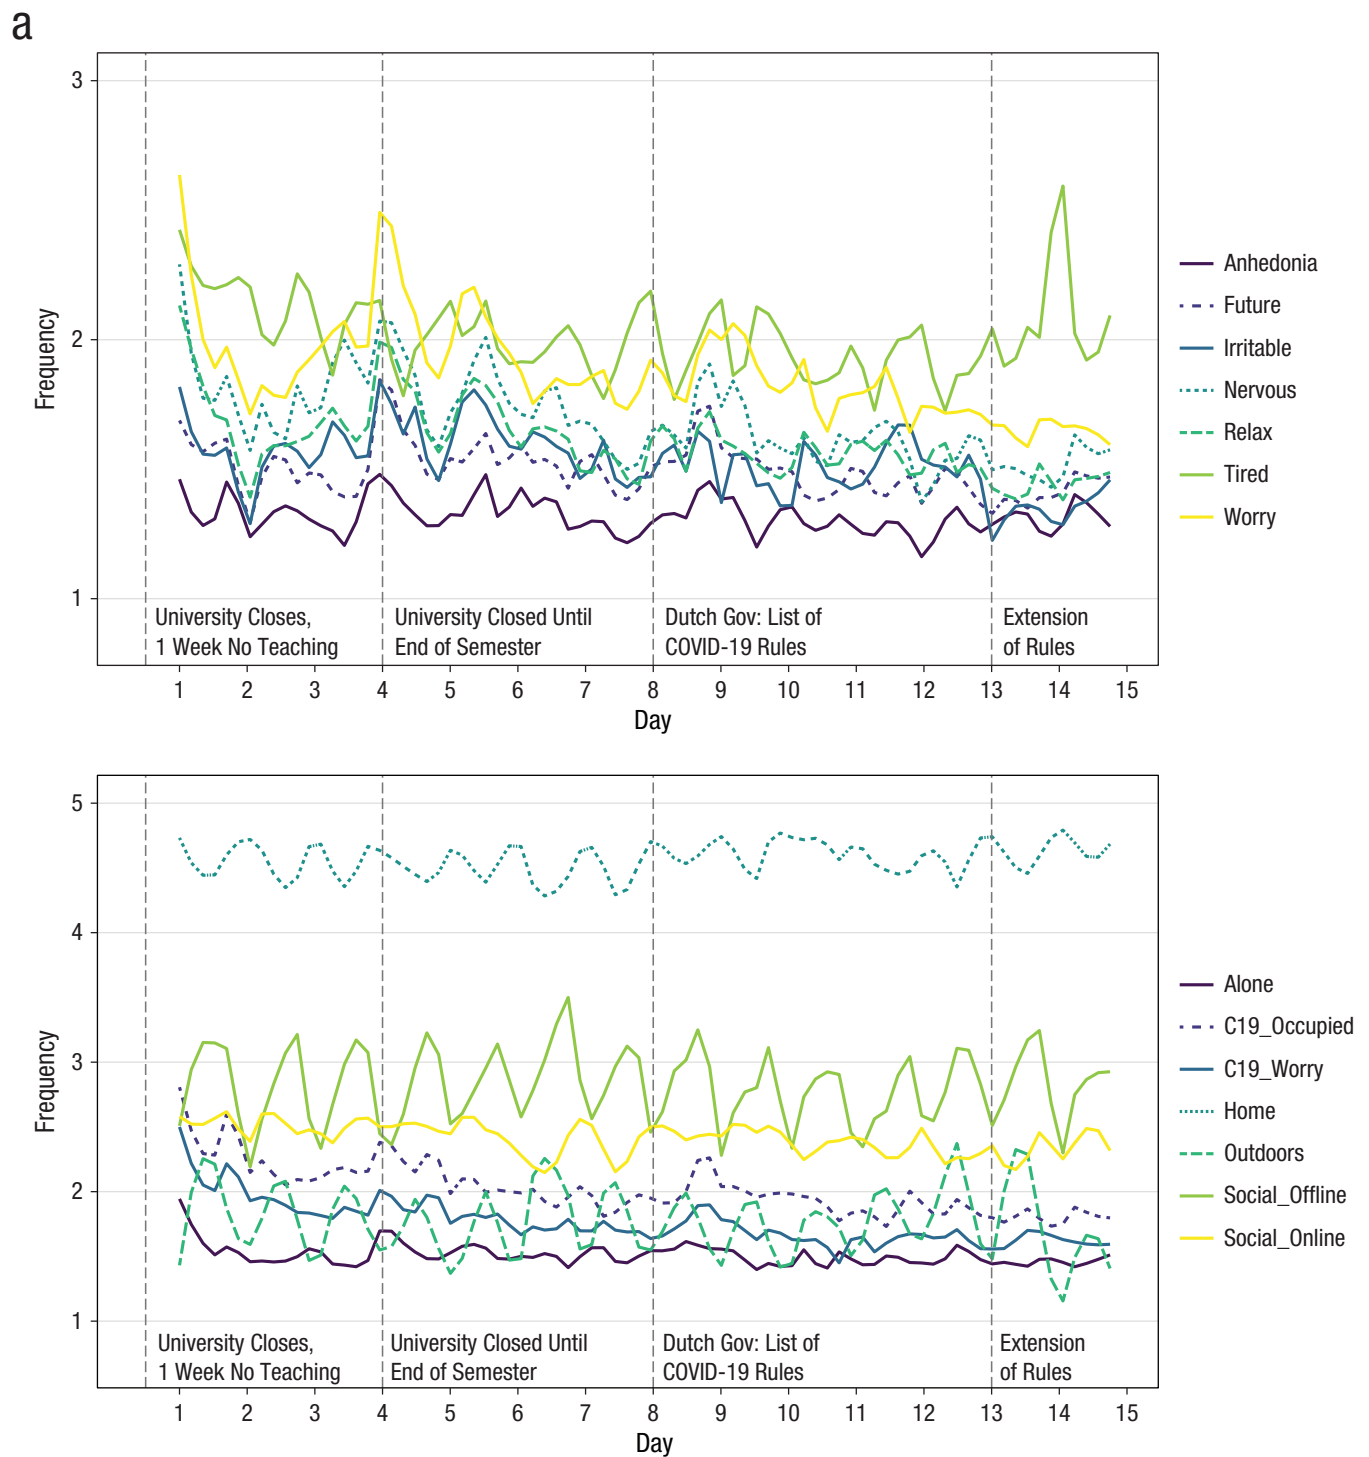 a
3
2
1
Frequency
University Closes,
1 Week No Teaching
University Closed Until
End of Semester
Dutch Gov: List of
COVID-19 Rules
Extension
of Rules
1 2 3 4 5 6 7 8 9 10 11 12 13 14 15
Day
Anhedonia
Future
Irritable
Nervous
Relax
Tired
Worry
5
4
3
2
1
Frequency
University Closes,
1 Week No Teaching
University Closed Until
End of Semester
Dutch Gov: List of
COVID-19 Rules
Extension
of Rules
1 2 3 4 5 6 7 8 9 10 11 12 13 14 15
Day
Alone
C19_Occupied
C19_Worry
Home
Outdoors
Social_Offline
Social_Online